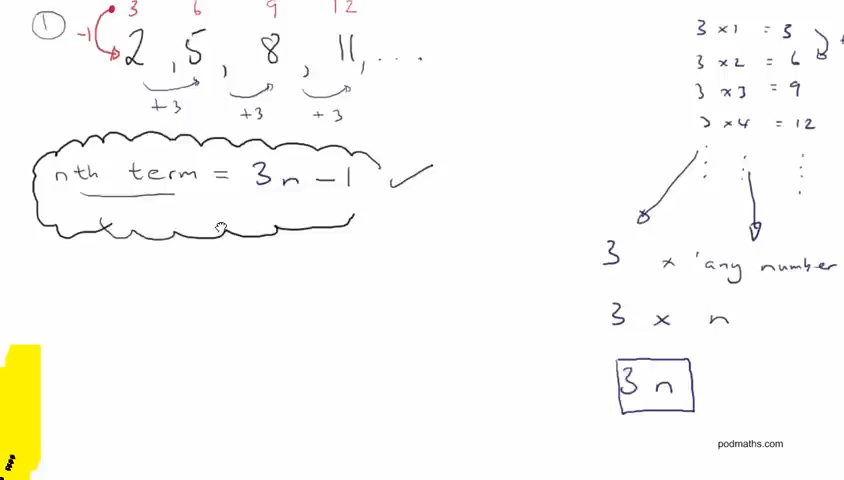 ① 3 6 9 12
-1
2, 5, 8, 11, ....
+3 +3 +3
nth term = 3n - 1
3 × 1 = 3
3 × 2 = 6
3 × 3 = 9
3 × 4 = 12
3 × 'any number
3 × n
3 n
podmaths.com